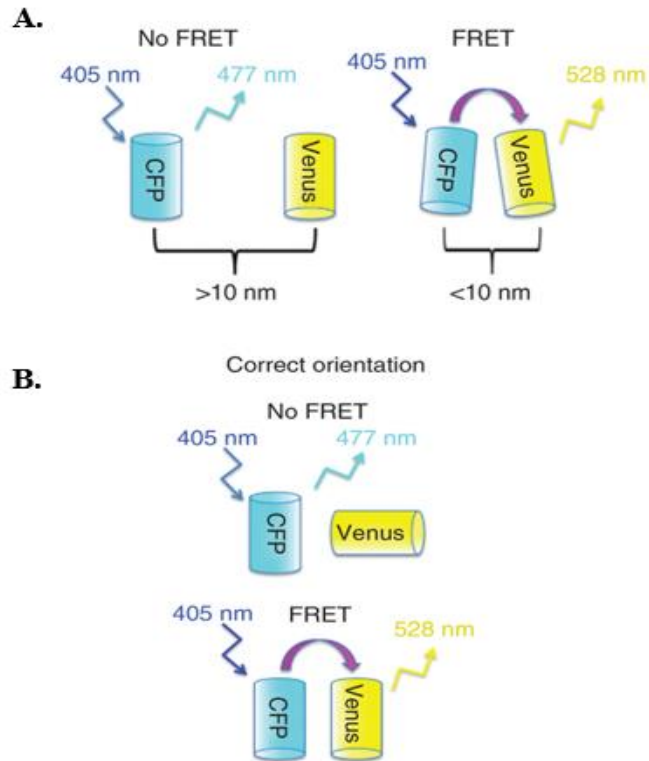 A.
No FRET
405 nm
477 nm
CFP
Venus
>10 nm
FRET
405 nm
528 nm
CFP
Venus
<10 nm
B.
Correct orientation
No FRET
405 nm
477 nm
CFP
Venus
FRET
405 nm
528 nm
CFP
Venus